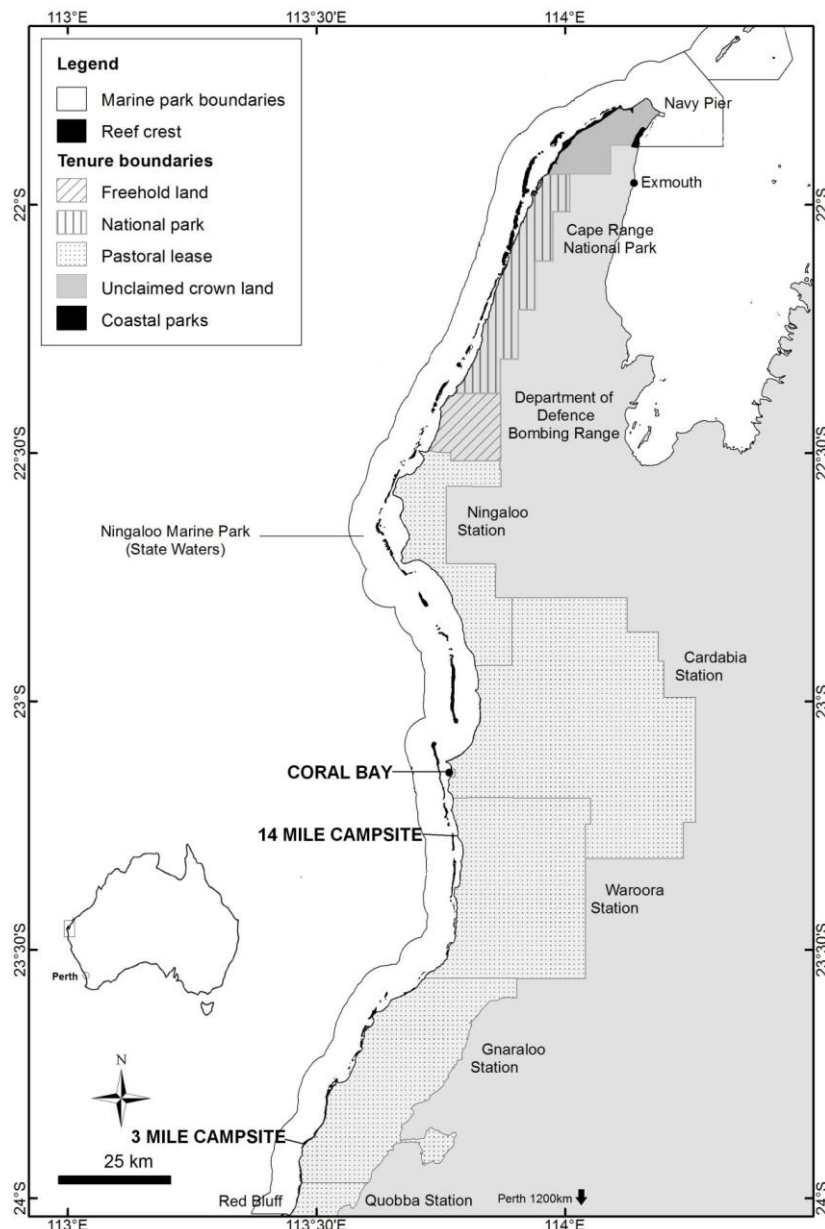 113°E
113°30'E
114°E
Legend
Marine park boundaries
Reef crest
Tenure boundaries
Freehold land
National park
Pastoral lease
Unclaimed crown land
Coastal parks
Navy Pier
Exmouth
22°S
22°S
Cape Range
National Park
Department of
Defence
Bombing Range
22°30'S
22°30'S
Ningaloo
Station
Ningaloo Marine Park
(State Waters)
Cardabia
Station
23°S
23°S
CORAL BAY
14 MILE CAMPSITE
Waroora
Station
23°30'S
23°30'S
Perth
Gnaraloo
Station
N
3 MILE CAMPSITE
25 km
Red Bluff
Quobba Station
Perth 1200km
24°S
24°S
113°E
113°30'E
114°E